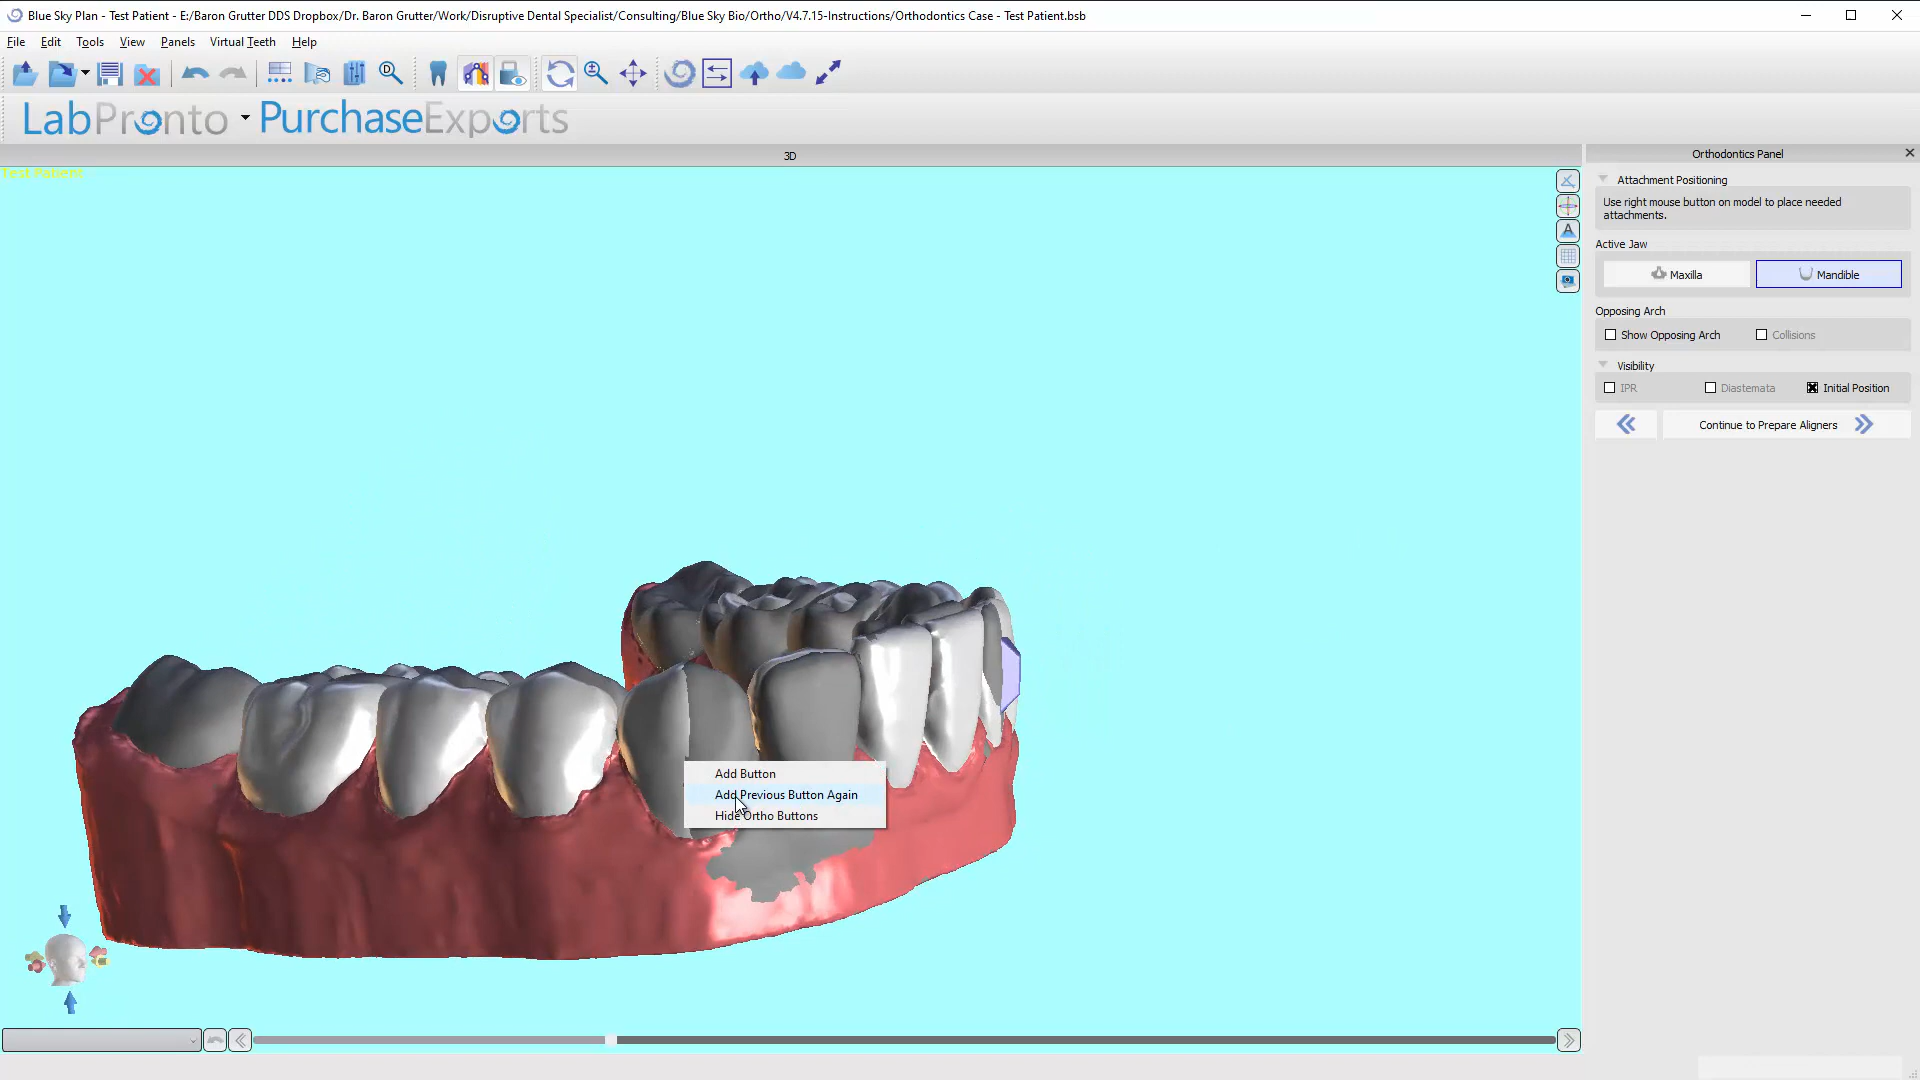 Blue Sky Plan - Test Patient - E:/Baron Grutter DDS Dropbox/Dr. Baron Grutter/Work/Disruptive Dental Specialist/Consulting/Blue Sky Bio/Ortho/V4.7.15-Instructions/Orthodontics Case - Test Patient.bsb
File Edit Tools View Panels Virtual Teeth Help
LabPronto PurchaseExports
3D
Orthodontics Panel
Test Patient
Attachment Positioning
Use right mouse button on model to place needed
attachments.
Active Jaw
Maxilla Mandible
Opposing Arch
Show Opposing Arch Collisions
Visibility
IPR Diastemata Initial Position
Continue to Prepare Aligners
Add Button
Add Previous Button Again
Hide Ortho Buttons